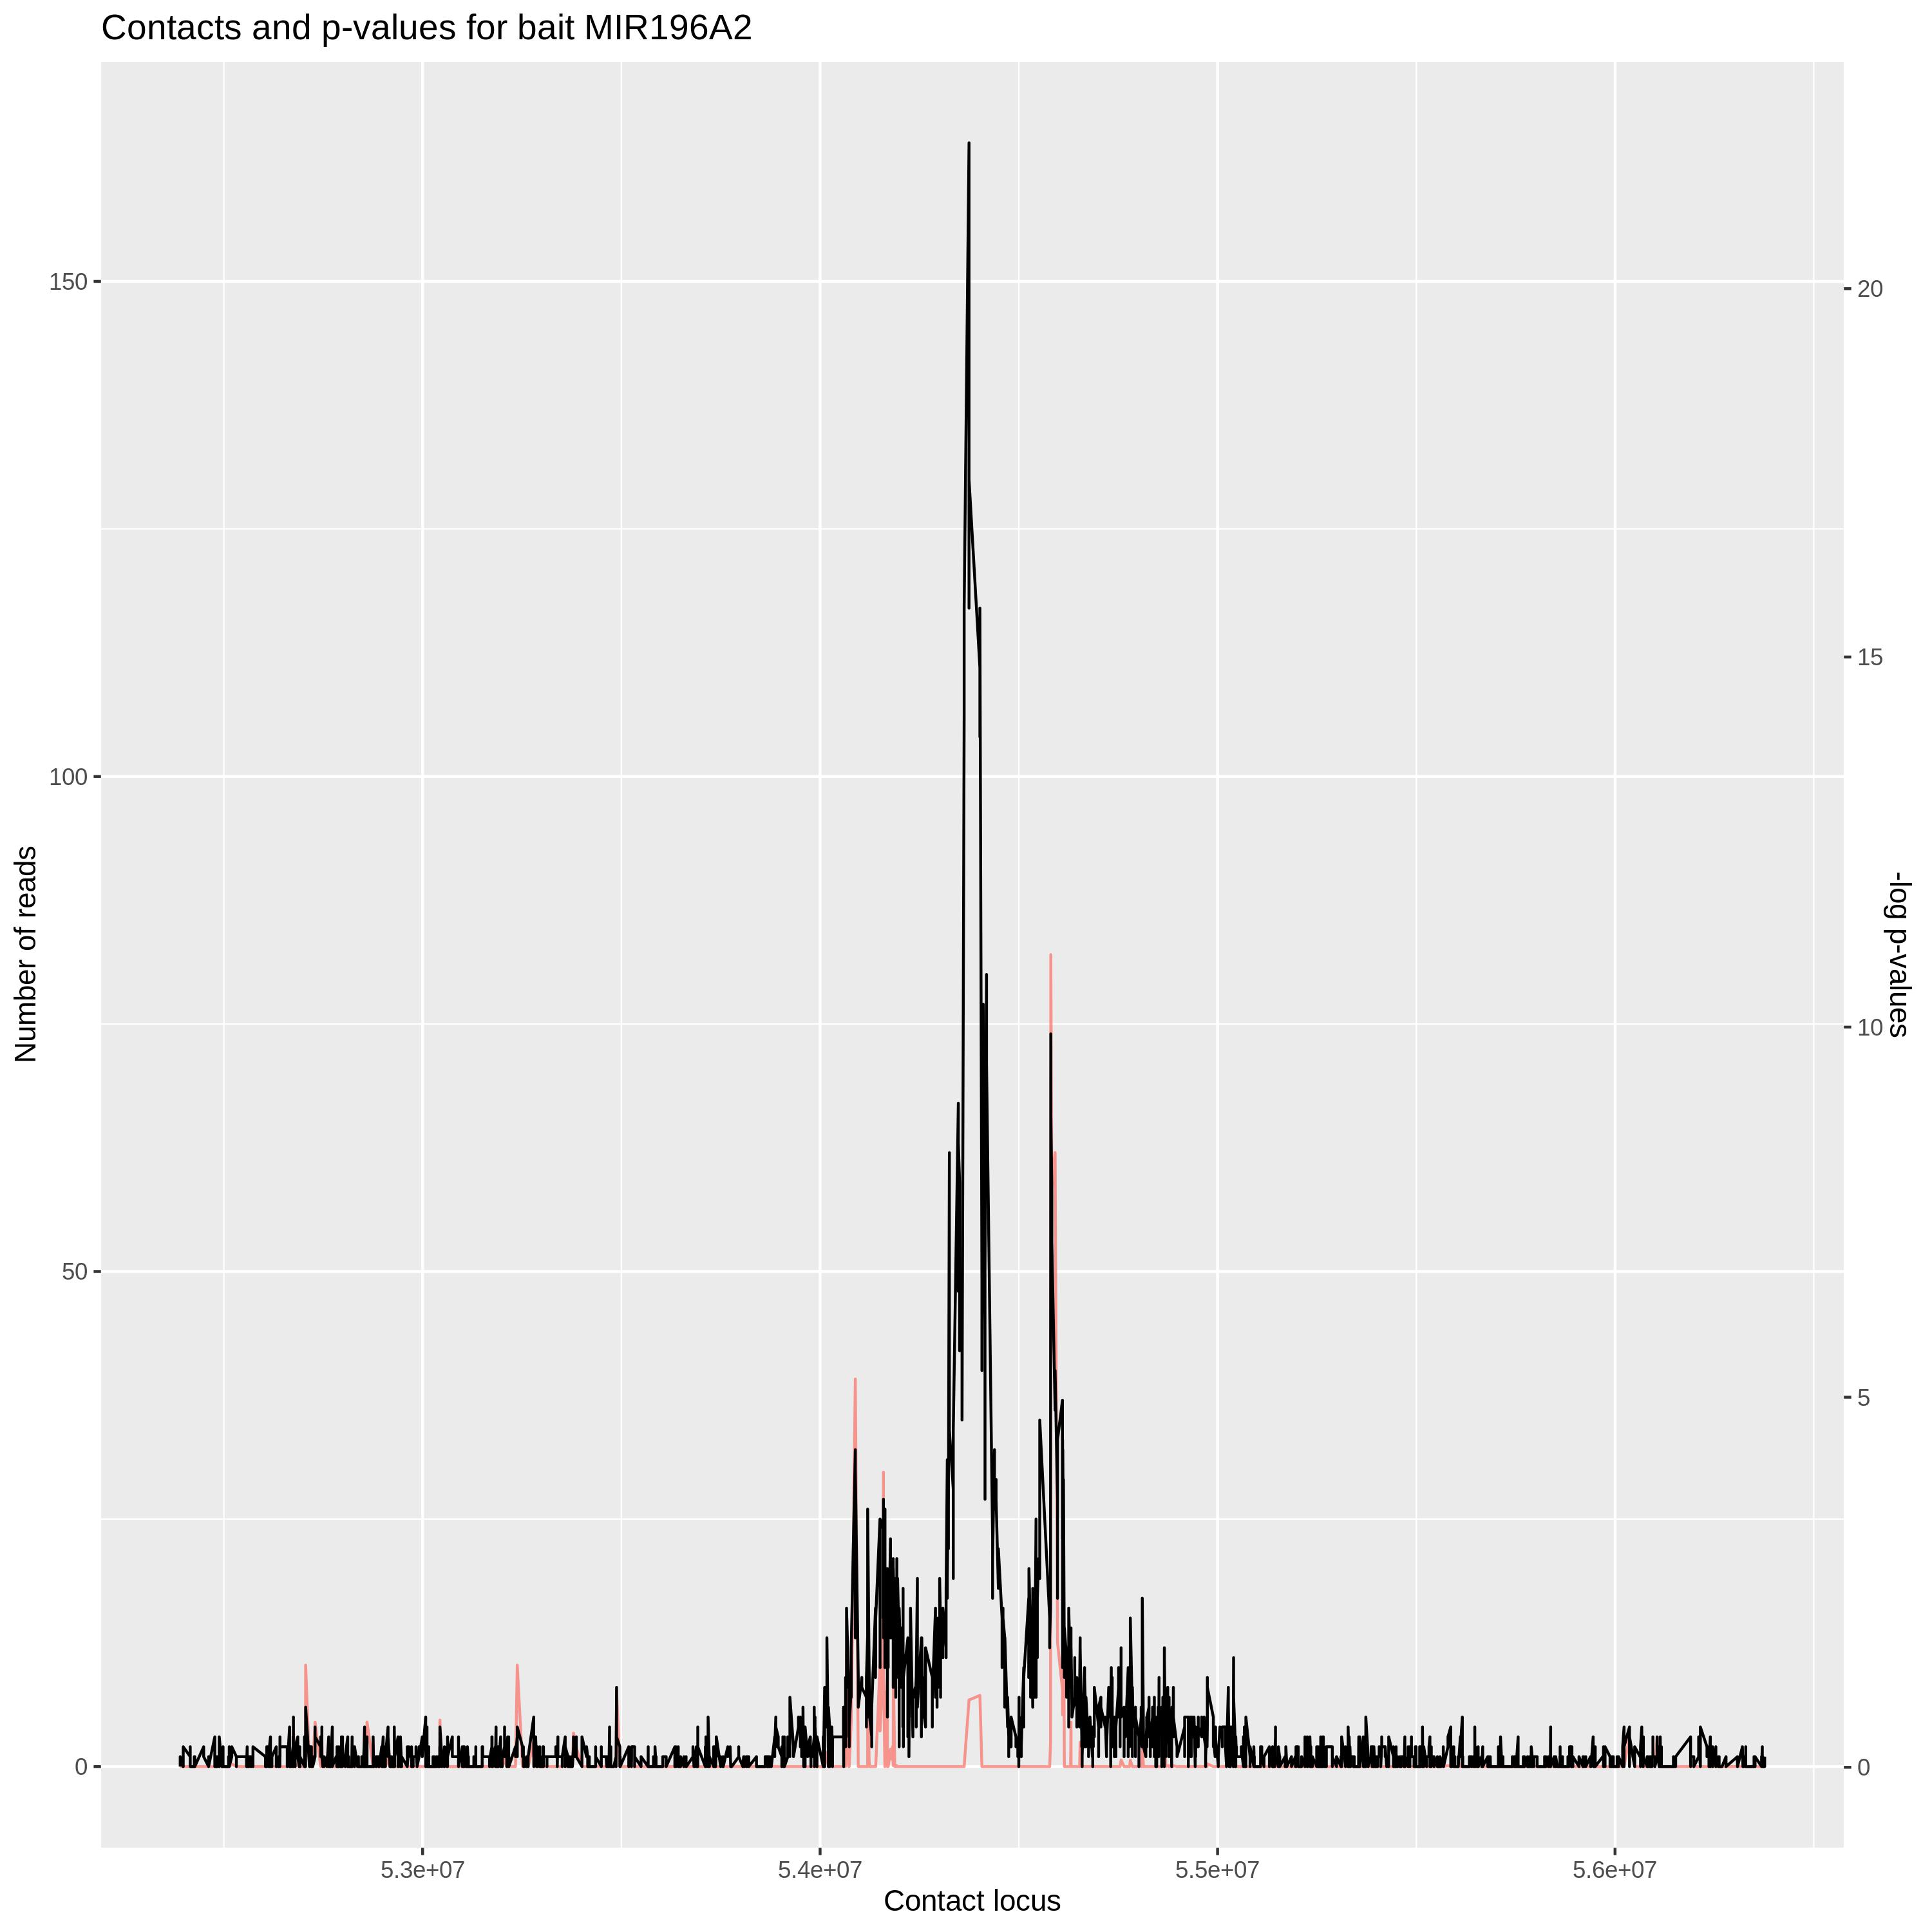 Contacts and p-values for bait MIR196A2
150
100
50
0
20
15
10
5
0
Number of reads
-log p-values
5.3e+07
5.4e+07
5.5e+07
5.6e+07
Contact locus